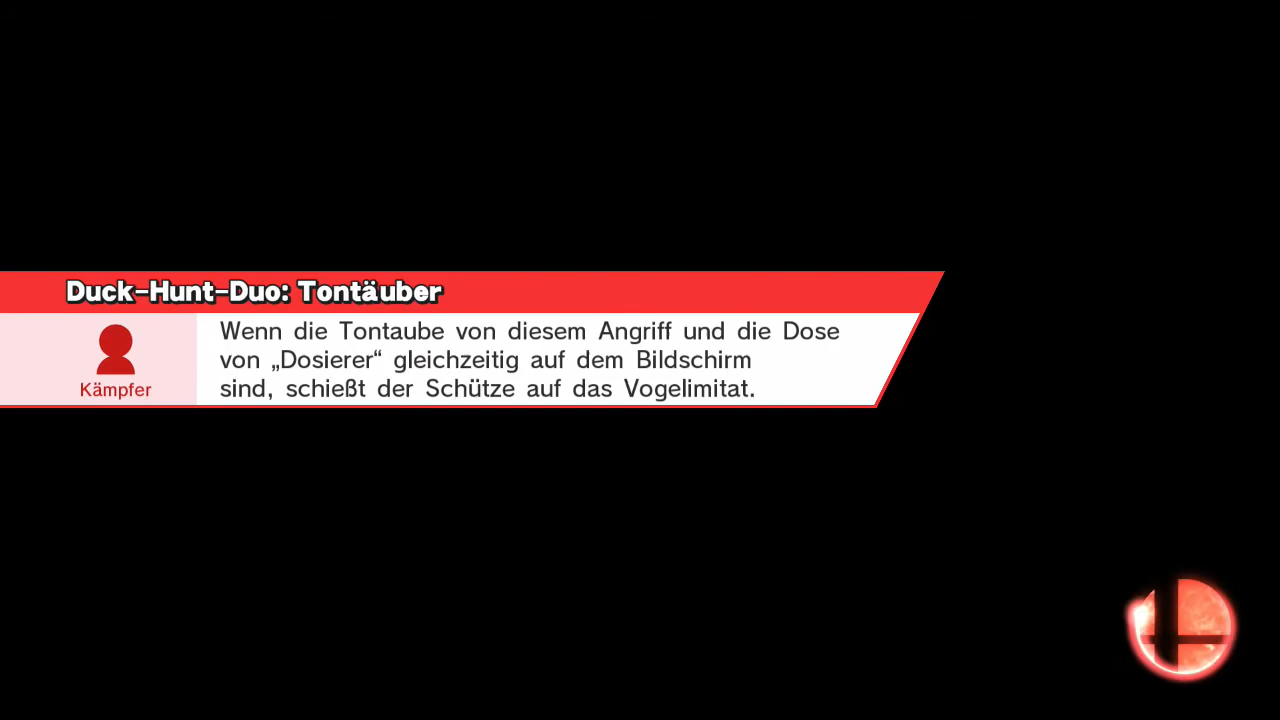 Duck-Hunt-Duo: Tontäuber
Kämpfer
Wenn die Tontaube von diesem Angriff und die Dose
von „Dosierer“ gleichzeitig auf dem Bildschirm
sind, schießt der Schütze auf das Vogelimitat.